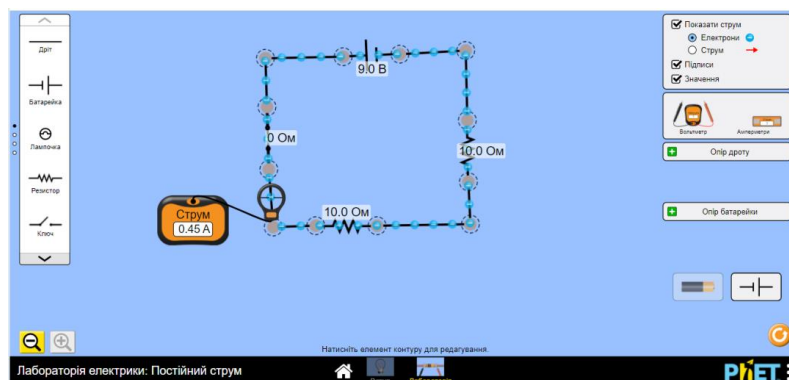 Дріт
Батарейка
Лампочка
Резистор
Ключ
9.0 В
0 Ом
10.0 Ом
10.0 Ом
Струм
0.45 A
Показати струм
Електрони
Струм
Підписи
Значення
Вольтметр
Амперметри
Опір дроту
Опір батарейки
Натисніть елемент контуру для редагування.
Лабораторія електрики: Постійний струм
PhET